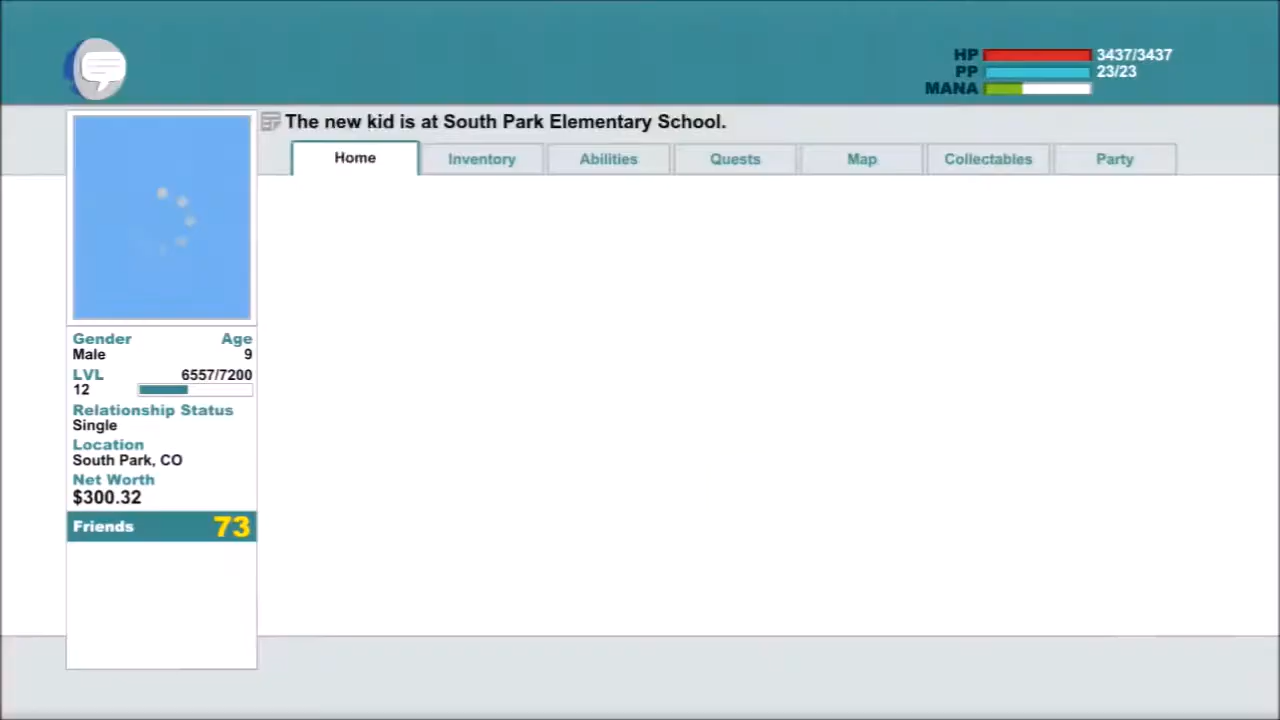 HP 3437/3437
PP 23/23
MANA
The new kid is at South Park Elementary School.
Home Inventory Abilities Quests Map Collectables Party
Gender Age
Male 9
LVL 6557/7200
12
Relationship Status
Single
Location
South Park, CO
Net Worth
$300.32
Friends 73